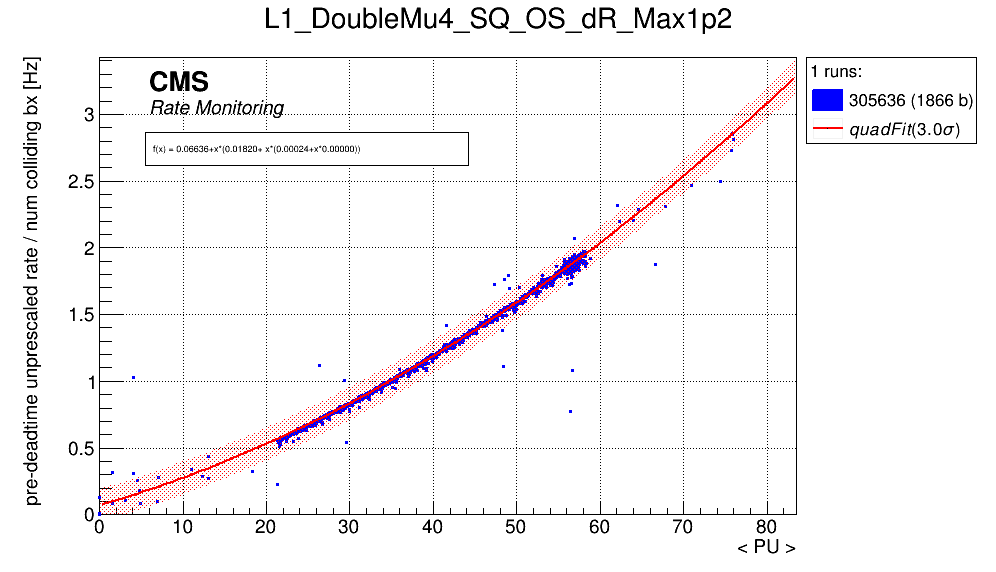 L1_DoubleMu4_SQ_OS_dR_Max1p2
pre-deadtime unprescaled rate / num colliding bx [Hz]
CMS
Rate Monitoring
f(x) = 0.06636+x*(0.01820+ x*(0.00024+x*0.00000))
1 runs:
305636 (1866 b)
quadFit(3.0σ)
3
2.5
2
1.5
1
0.5
0
0 10 20 30 40 50 60 70 80
< PU >